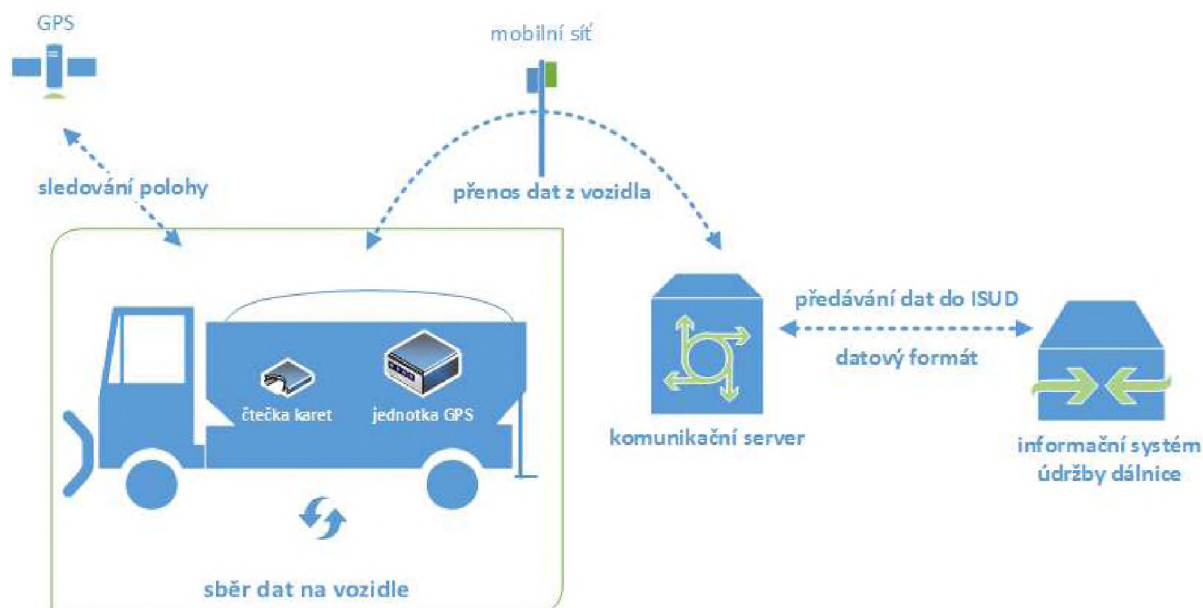 GPS
mobilní síť
sledování polohy
přenos dat z vozidla
předávání dat do ISUD
datový formát
čtečka karet
jednotka GPS
komunikační server
informační systém
údržby dálnice
sběr dat na vozidle